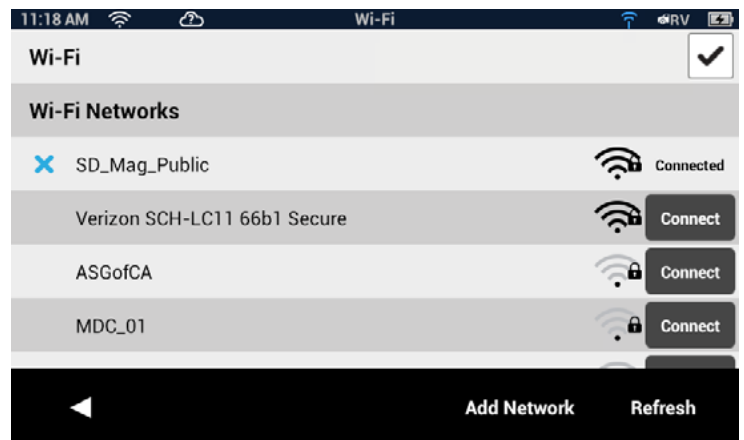 11:18 AM Wi-Fi RV
Wi-Fi
Wi-Fi Networks
SD_Mag_Public Connected
Verizon SCH-LC11 66b1 Secure Connect
ASGofCA Connect
MDC_01 Connect
Add Network Refresh